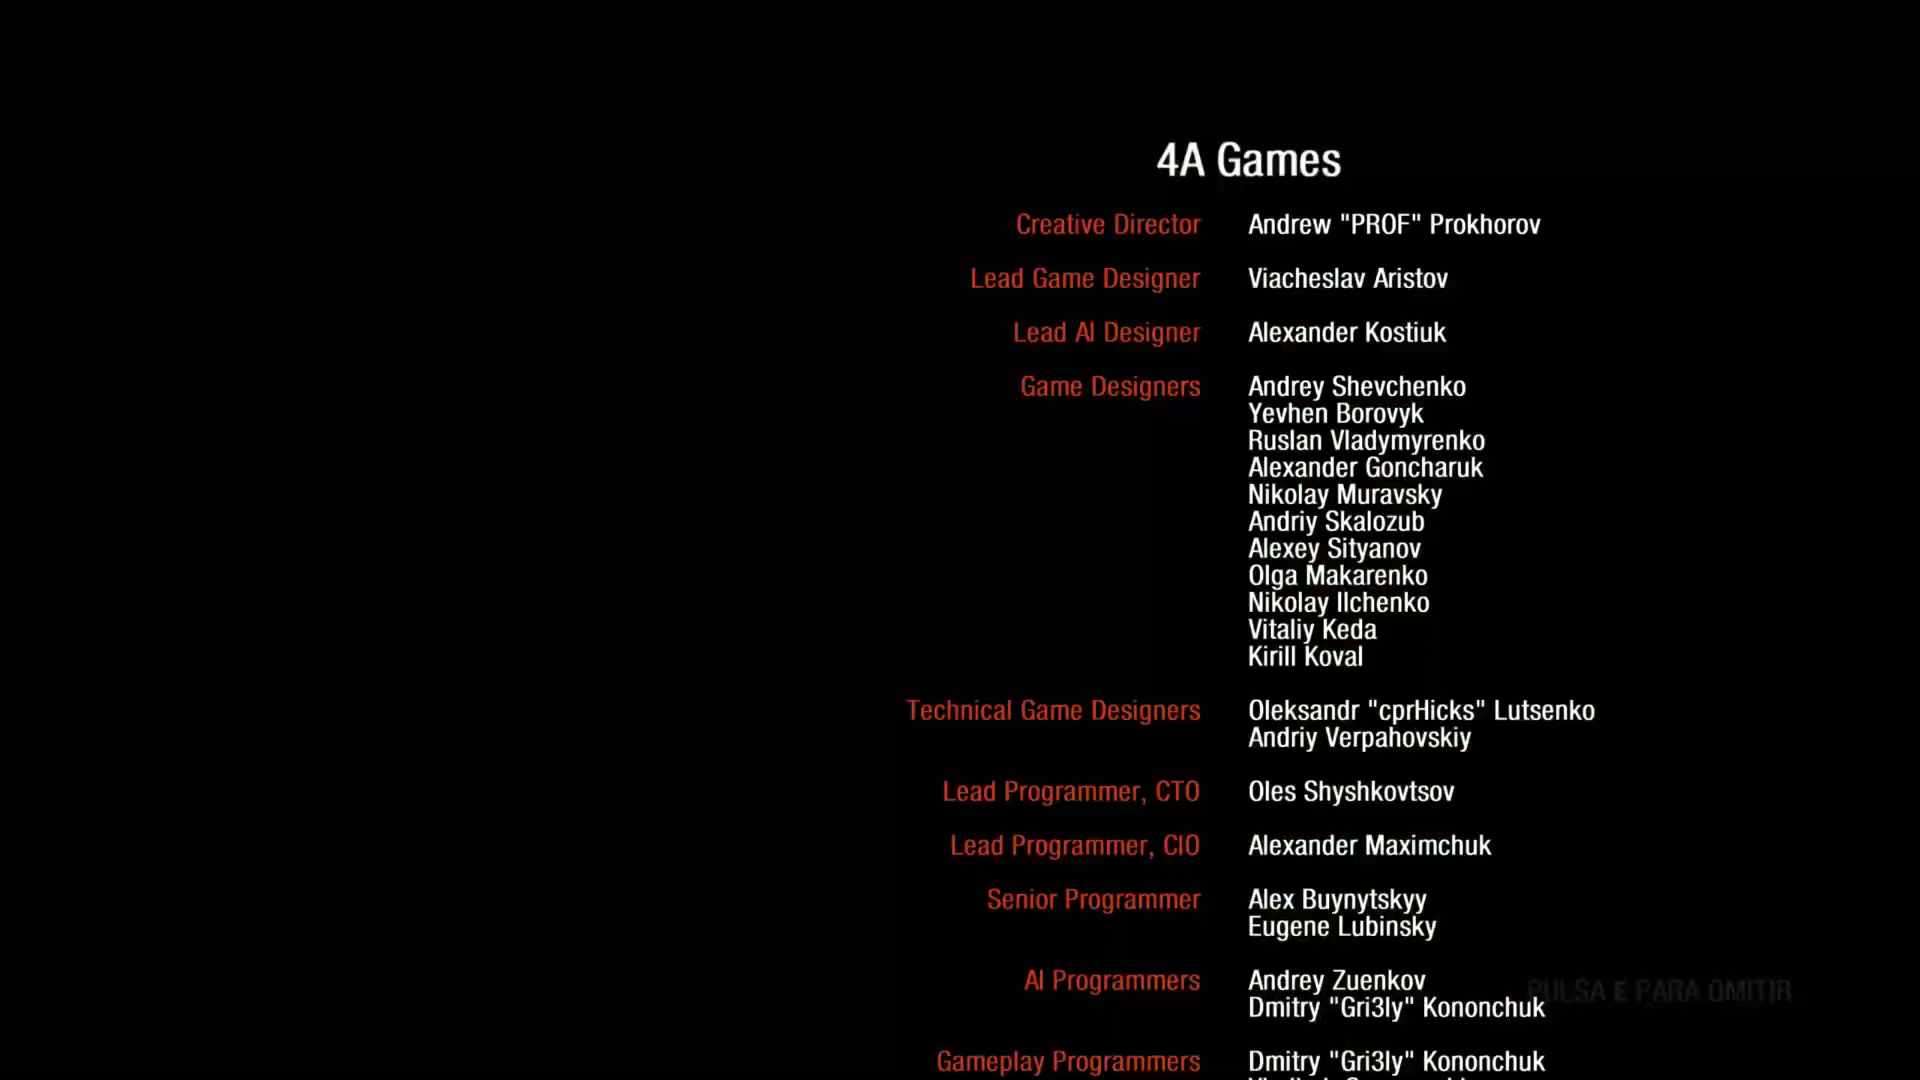 4A Games
Creative Director Andrew "PROF" Prokhorov
Lead Game Designer Viacheslav Aristov
Lead AI Designer Alexander Kostiuk
Game Designers Andrey Shevchenko
Yevhen Borovyk
Ruslan Vladymyrenko
Alexander Goncharuk
Nikolay Muravsky
Andriy Skalozub
Alexey Sityanov
Olga Makarenko
Nikolay Ilchenko
Vitaliy Keda
Kirill Koval
Technical Game Designers Oleksandr "cprHicks" Lutsenko
Andriy Verpahovskiy
Lead Programmer, CTO Oles Shyshkovtsov
Lead Programmer, CIO Alexander Maximchuk
Senior Programmer Alex Buynytskyy
Eugene Lubinsky
AI Programmers Andrey Zuenkov
PULSA E PARA OMITIR
Dmitry "Gri3ly" Kononchuk
Gameplay Programmers Dmitry "Gri3ly" Kononchuk